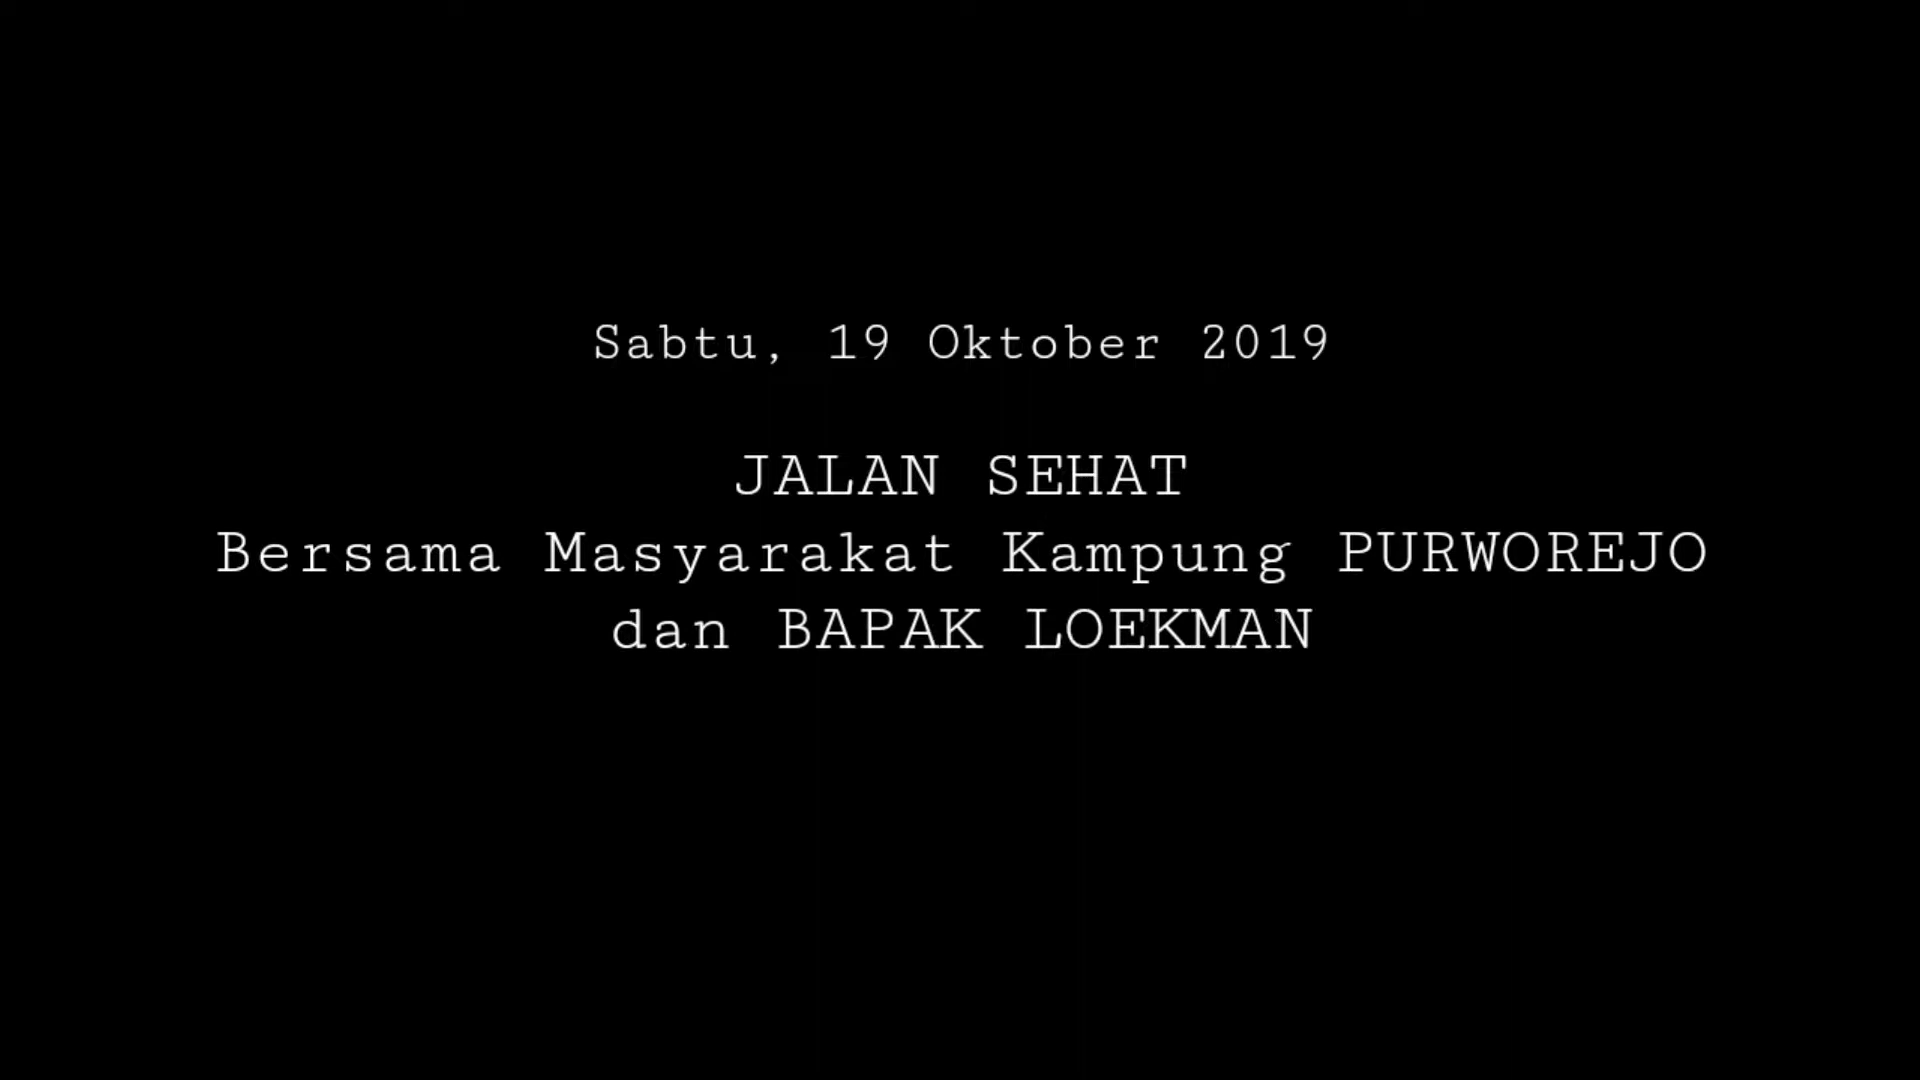 Sabtu, 19 Oktober 2019
JALAN SEHAT
Bersama Masyarakat Kampung PURWOREJO
dan BAPAK LOEKMAN